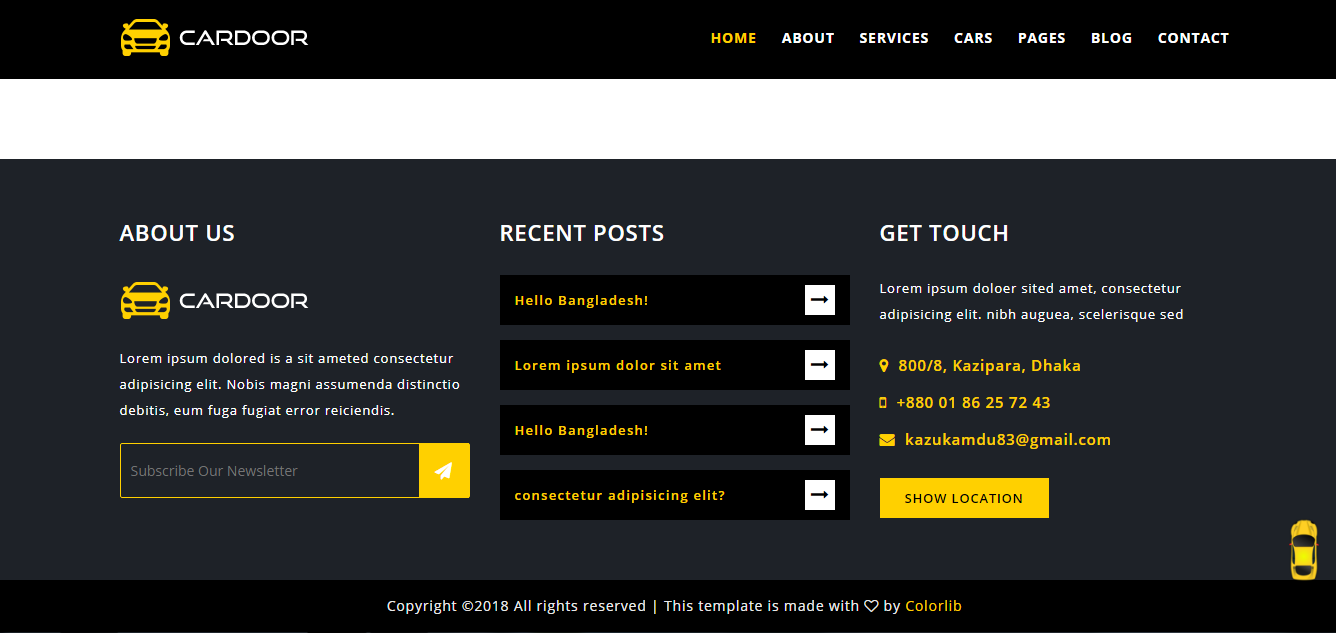 CARDOOR
HOME ABOUT SERVICES CARS PAGES BLOG CONTACT
ABOUT US
CARDOOR
Lorem ipsum dolored is a sit ameted consectetur
adipisicing elit. Nobis magni assumenda distinctio
debitis, eum fuga fugiat error reiciendis.
Subscribe Our Newsletter
RECENT POSTS
Hello Bangladesh!
Lorem ipsum dolor sit amet
Hello Bangladesh!
consectetur adipisicing elit?
GET TOUCH
Lorem ipsum doloer sited amet, consectetur
adipisicing elit. nibh auguea, scelerisque sed
800/8, Kazipara, Dhaka
+880 01 86 25 72 43
kazukamdu83@gmail.com
SHOW LOCATION
Copyright ©2018 All rights reserved | This template is made with ♡ by Colorlib